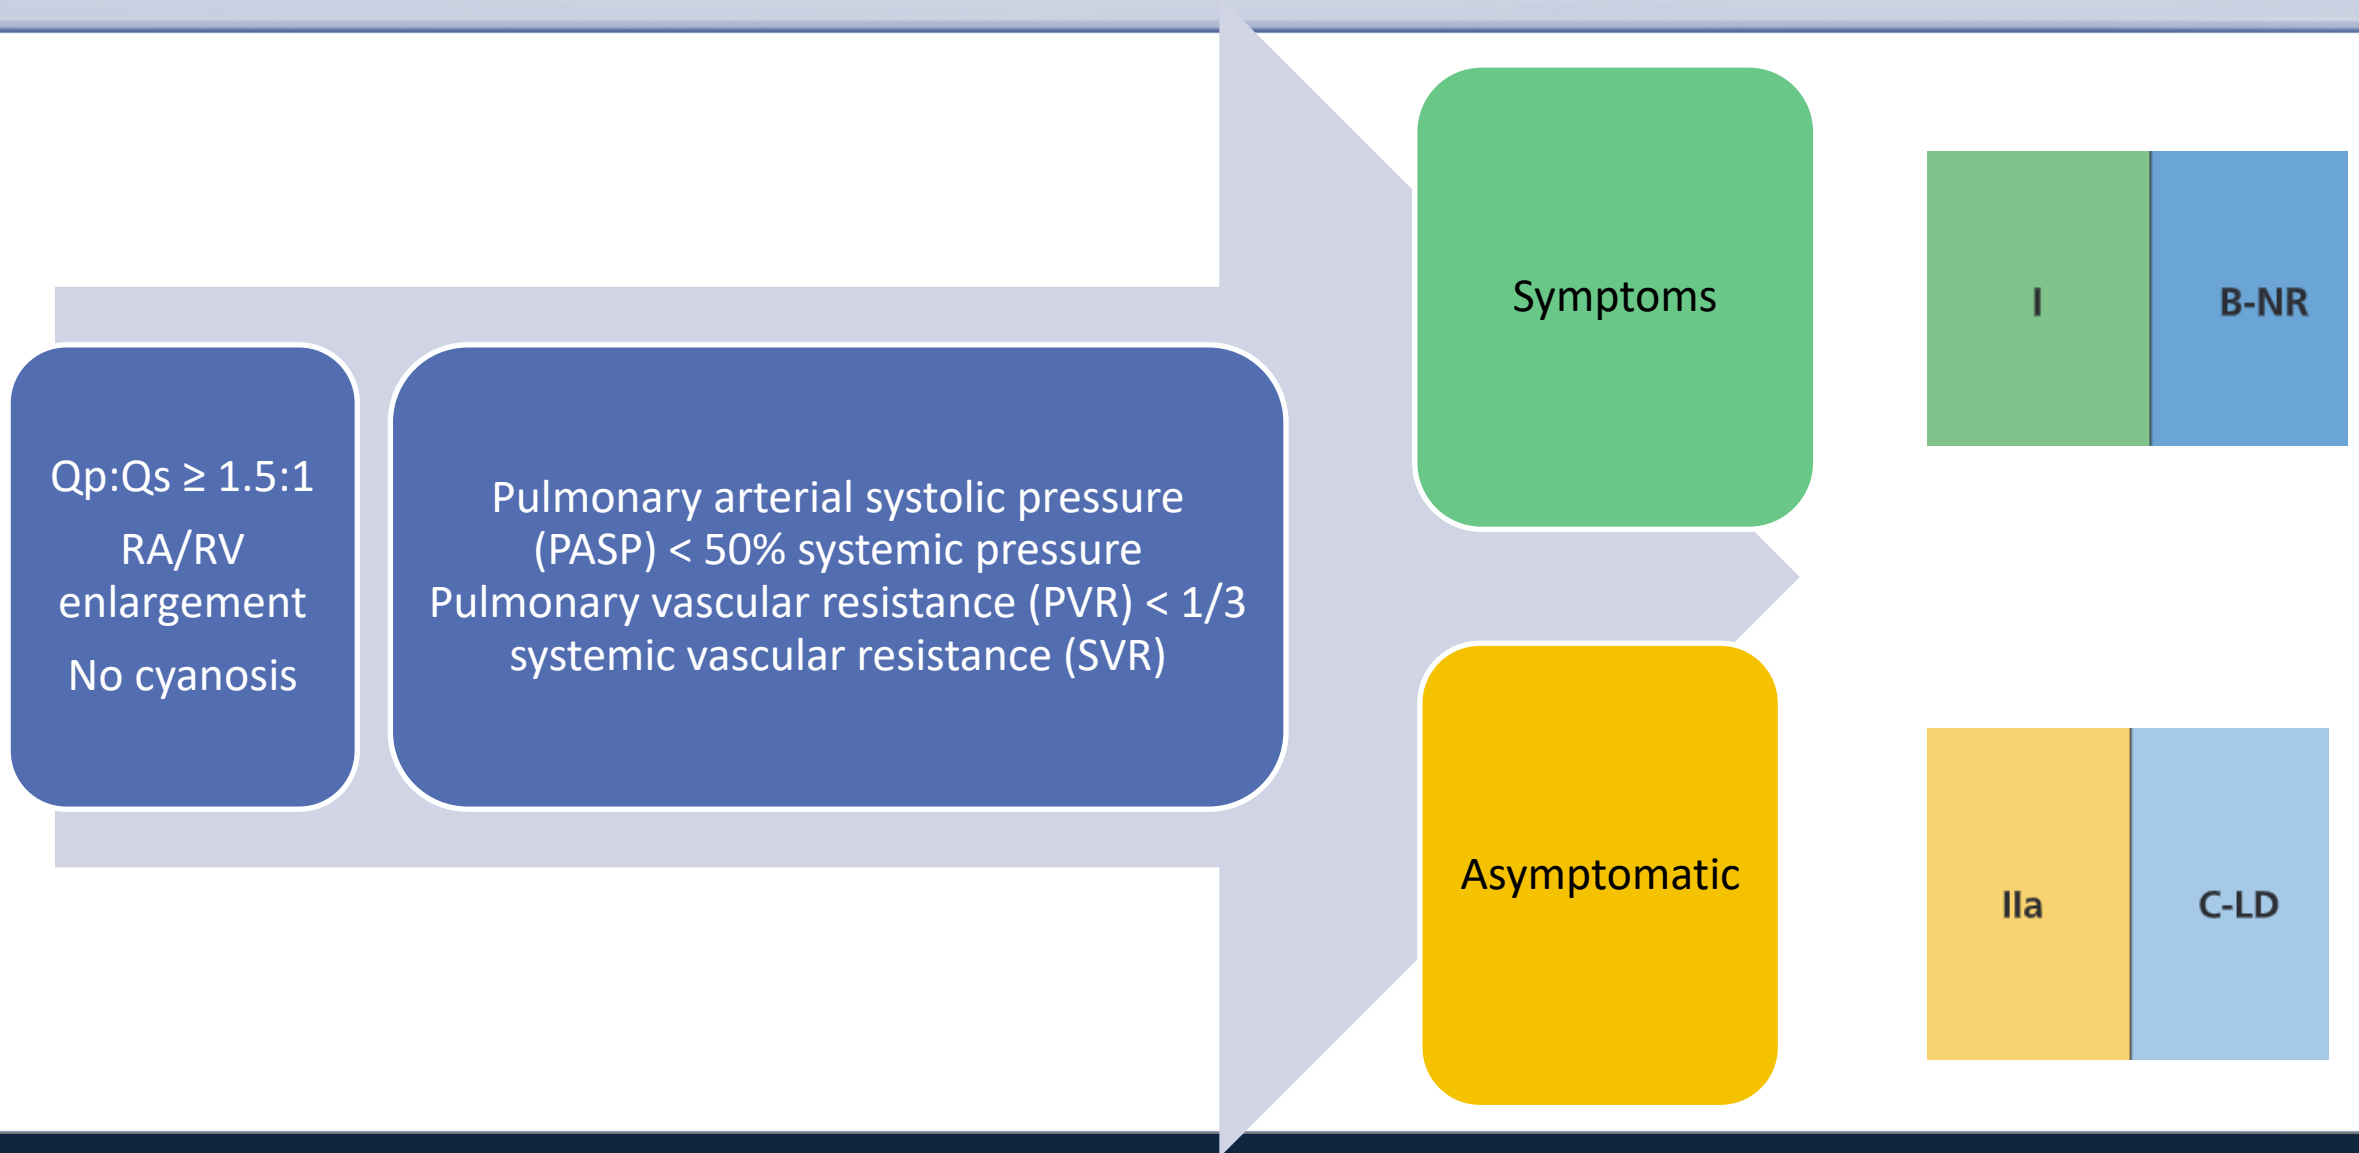 Qp:Qs ≥ 1.5:1
RA/RV
enlargement
No cyanosis
Pulmonary arterial systolic pressure
(PASP) < 50% systemic pressure
Pulmonary vascular resistance (PVR) < 1/3
systemic vascular resistance (SVR)
Symptoms
I
B-NR
Asymptomatic
IIa
C-LD